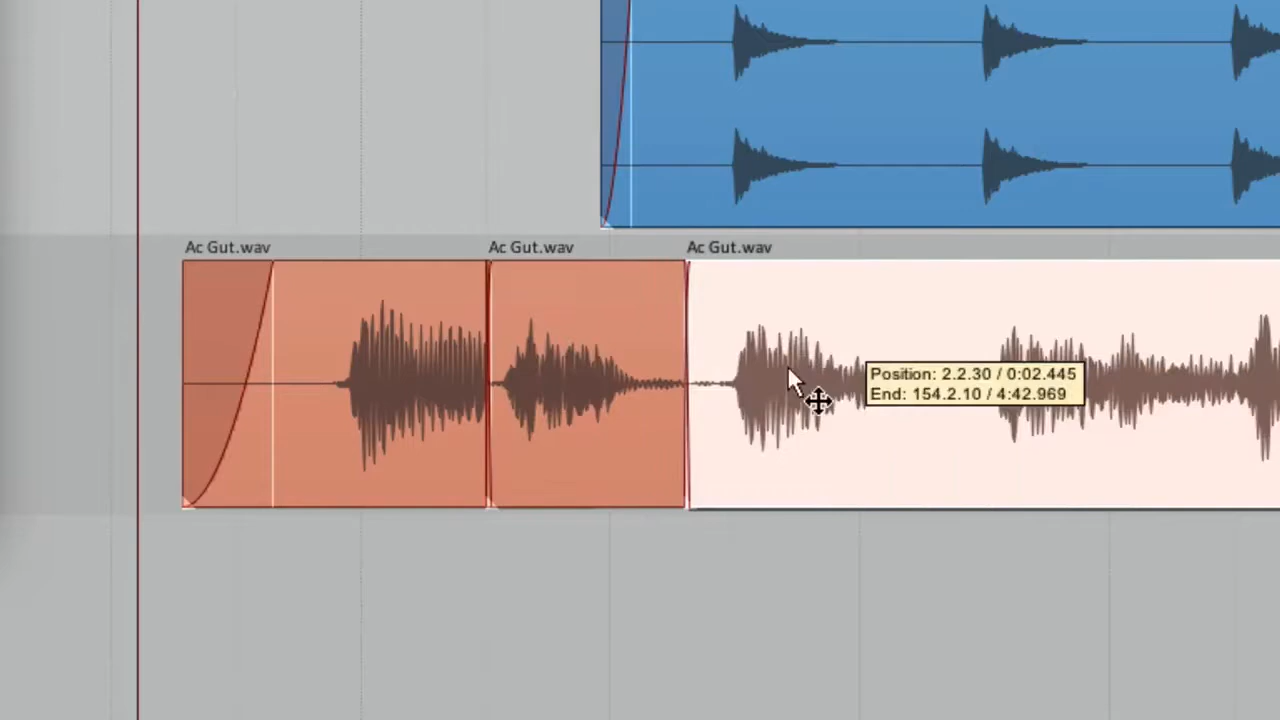 Ac Gut.wav
Ac Gut.wav
Ac Gut.wav
Position: 2.2.30 / 0:02.445
End: 154.2.10 / 4:42.969